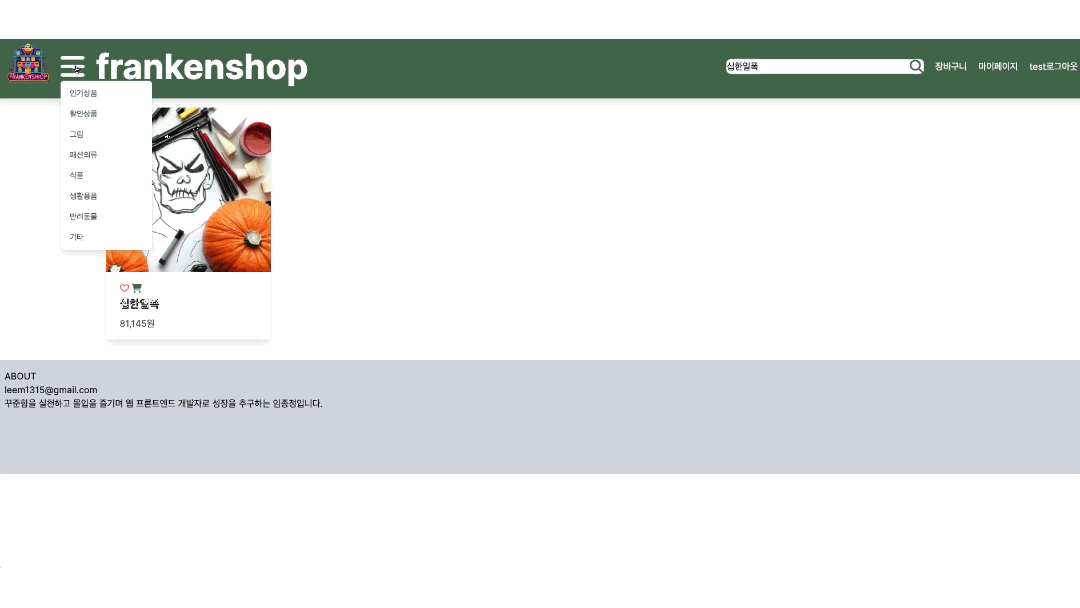 FRANKENSHOP
frankenshop
심한일폭
장바구니
마이페이지
test로그아웃
인기상품
할인상품
그림
패션의류
식품
생활용품
반려동물
기타
심한일폭
81,145원
ABOUT
leem1315@gmail.com
꾸준함을 실현하고 몰입을 즐기며 웹 프론트엔드 개발자로 성장을 추구하는 임종정입니다.